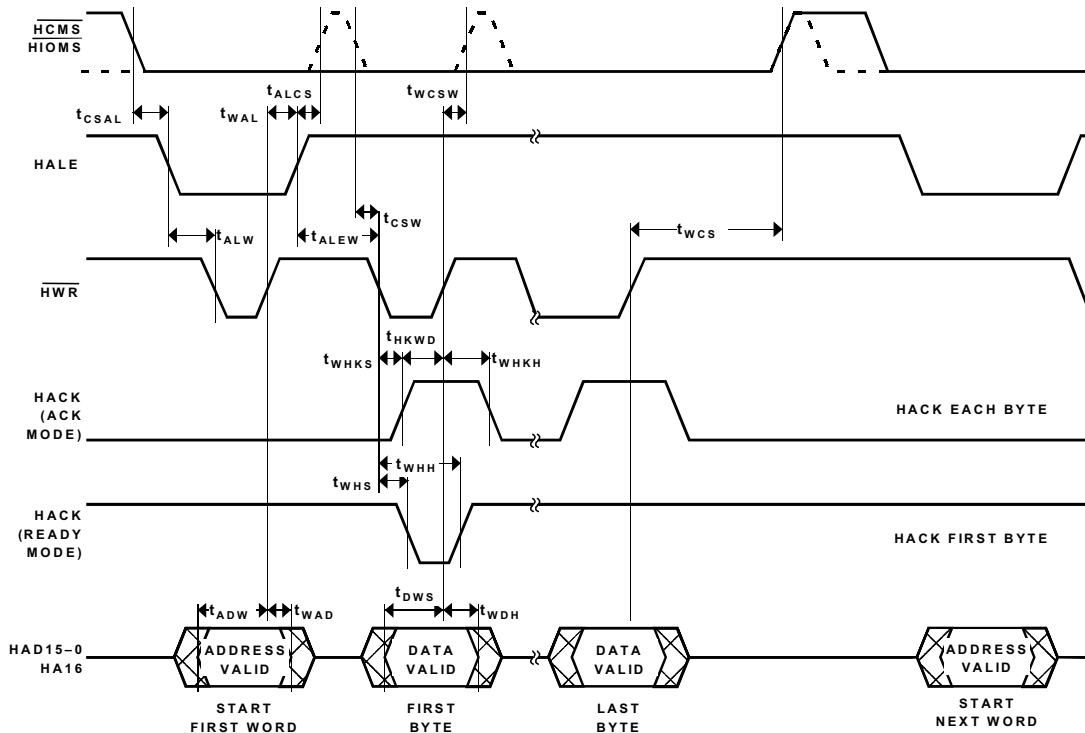 HCMS
HIOMS
tALCS
tWCSW
tCSAL
tWAL
HALE
tCSW
tALW
tALEW
tWCS
HWR
tHKWD
tWHKS
tWHKH
HACK
(ACK
MODE)
HACK EACH BYTE
tWHH
tWHS
HACK
(READY
MODE)
HACK FIRST BYTE
tADW
tWAD
tDWS
tWDH
HAD15–0
HA16
ADDRESS
VALID
DATA
VALID
DATA
VALID
ADDRESS
VALID
START
FIRST WORD
FIRST
BYTE
LAST
BYTE
START
NEXT WORD